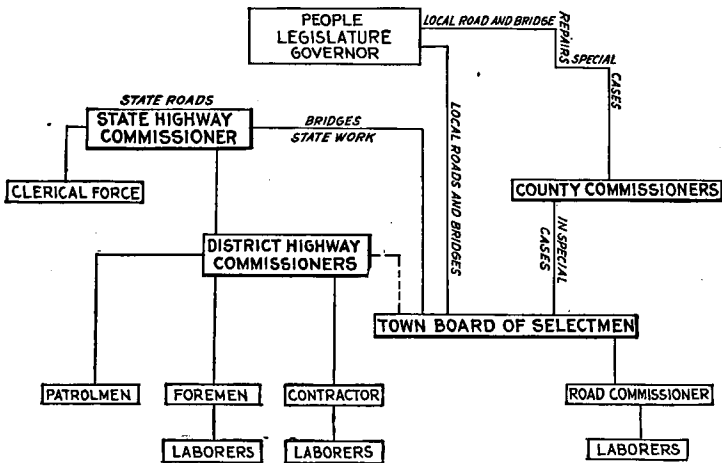 PEOPLE
LEGISLATURE
GOVERNOR
LOCAL ROAD AND BRIDGE
REPAIRS
SPECIAL
CASES
STATE ROADS
STATE HIGHWAY
COMMISSIONER
BRIDGES
STATE WORK
LOCAL ROADS AND BRIDGES
CLERICAL FORCE
COUNTY COMMISSIONERS
IN SPECIAL
CASES
DISTRICT HIGHWAY
COMMISSIONERS
TOWN BOARD OF SELECTMEN
PATROLMEN
FOREMEN
CONTRACTOR
ROAD COMMISSIONER
LABORERS
LABORERS
LABORERS